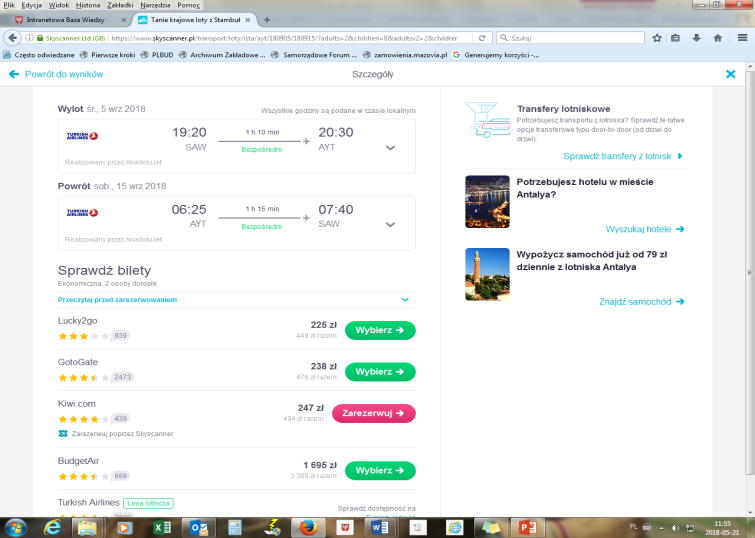 Plik Edycja Widok Historia Zakładki Narzędzia Pomoc
Intranetowa Baza Wiedzy
Tanie krajowe loty z Stambuł
Skyscanner Ltd (GB) https://www.skyscanner.pl/transport/loty/ista/ayt/180905/180915/?adults=2&children=0&adultsv2=2&childrer
Szukaj
Często odwiedzane Pierwsze kroki PLBUD Archiwum Zakładowe ... Samorządowe Forum ... zamowienia.mazovia.pl Generujemy korzyści -...
Powrót do wyników
Szczegóły
Wylot śr., 5 wrz 2018
Wszystkie godziny są podane w czasie lokalnym
TURKISH AIRLINES
19:20
SAW
1 h 10 min
Bezpośredni
20:30
AYT
Realizowany przez AnadoluJet
Powrót sob., 15 wrz 2018
TURKISH AIRLINES
06:25
AYT
1 h 15 min
Bezpośredni
07:40
SAW
Realizowany przez AnadoluJet
Sprawdź bilety
Ekonomiczna, 2 osoby dorosłe
Przeczytaj przed zarezerwowaniem
Lucky2go
939
225 zł
449 zł razem
Wybierz
GotoGate
2473
238 zł
476 zł razem
Wybierz
Kiwi.com
439
247 zł
494 zł razem
Zarezerwuj
Zarezerwuj poprzez Skyscanner
BudgetAir
669
1 695 zł
3 389 zł razem
Wybierz
Turkish Airlines Linia lotnicza
Sprawdź dostępność na
Transfery lotniskowe
Potrzebujesz transportu z lotniska? Sprawdź te łatwe
opcje transferowe typu door-to-door (od drzwi do
drzwi).
Sprawdź transfery z lotnisk
Potrzebujesz hotelu w mieście
Antalya?
Wyszukaj hotele
Wypożycz samochód już od 79 zł
dziennie z lotniska Antalya
Znajdź samochód
PL
11:55
2018-05-21